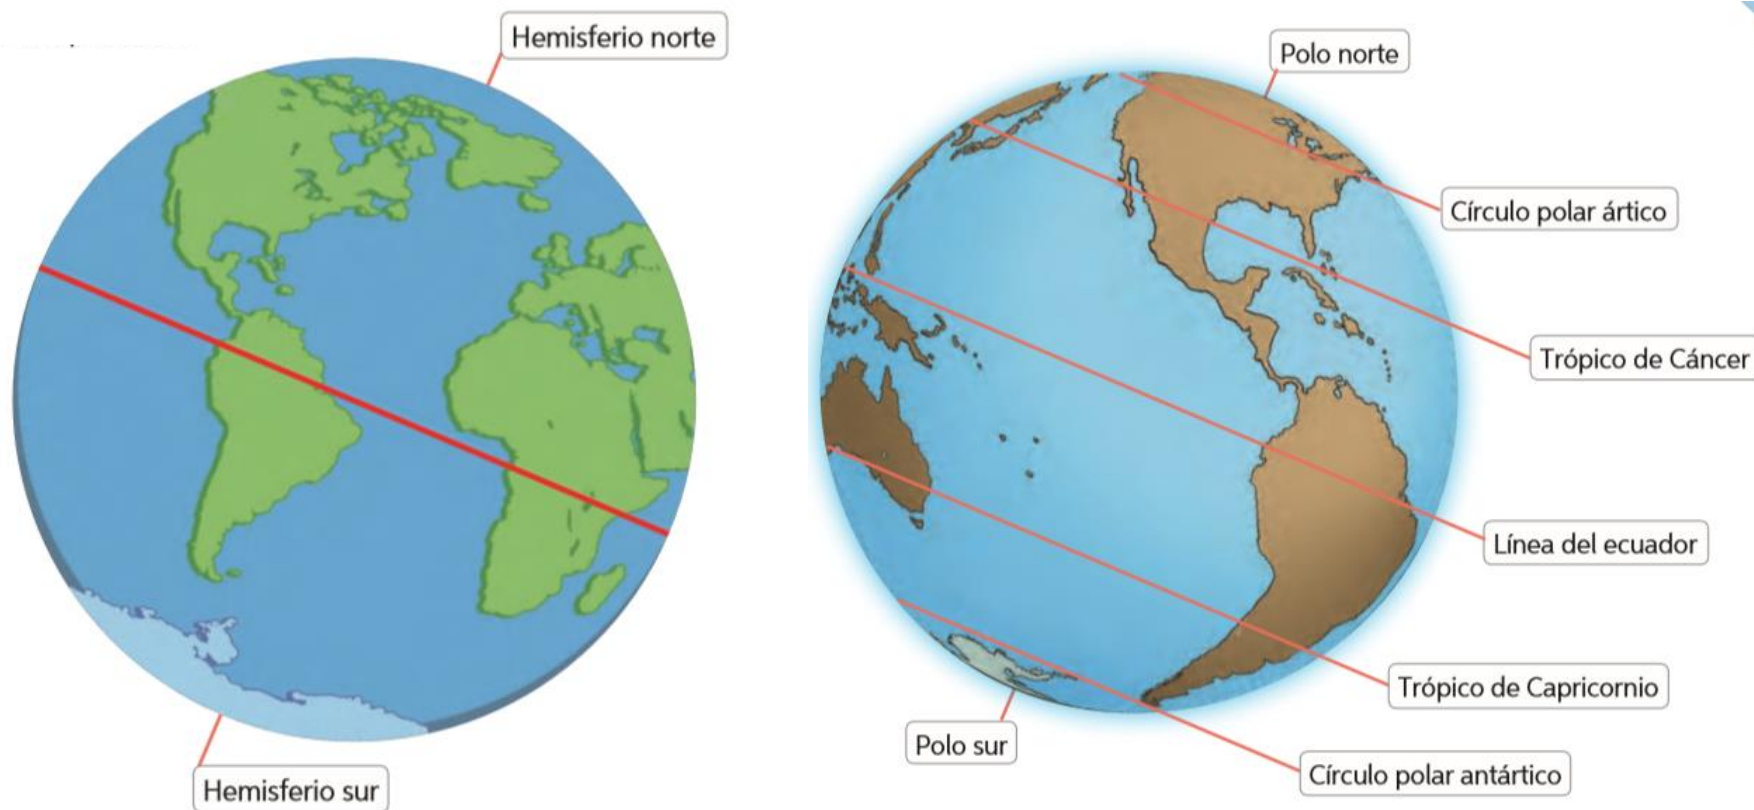 Hemisferio norte
Hemisferio sur
Polo norte
Círculo polar ártico
Trópico de Cáncer
Línea del ecuador
Trópico de Capricornio
Polo sur
Círculo polar antártico